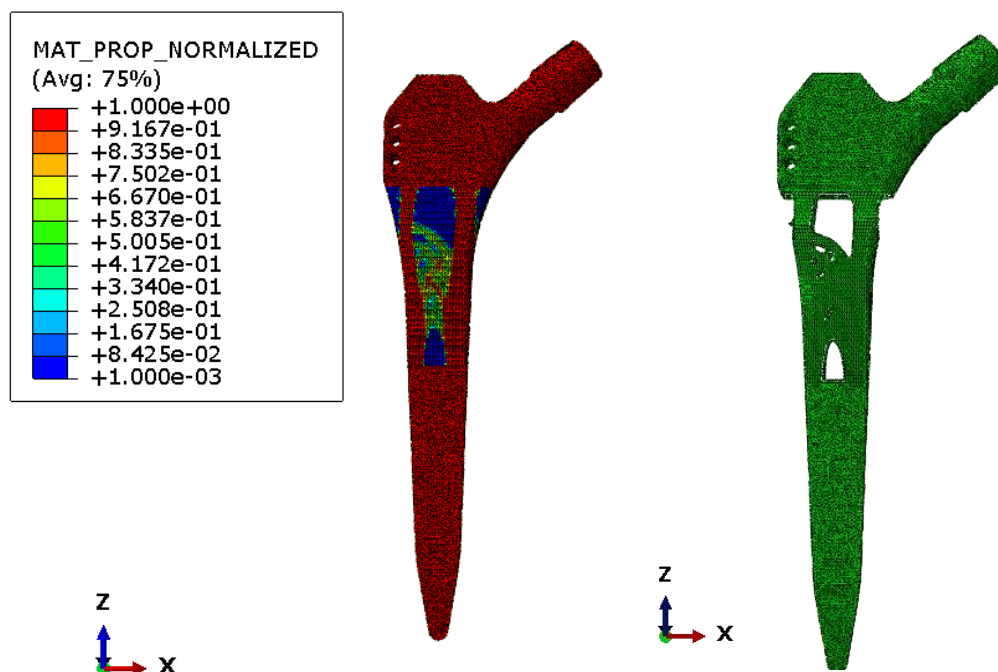 MAT_PROP_NORMALIZED
(Avg: 75%)
+1.000e+00
+9.167e-01
+8.335e-01
+7.502e-01
+6.670e-01
+5.837e-01
+5.005e-01
+4.172e-01
+3.340e-01
+2.508e-01
+1.675e-01
+8.425e-02
+1.000e-03
Z
X
Z
X